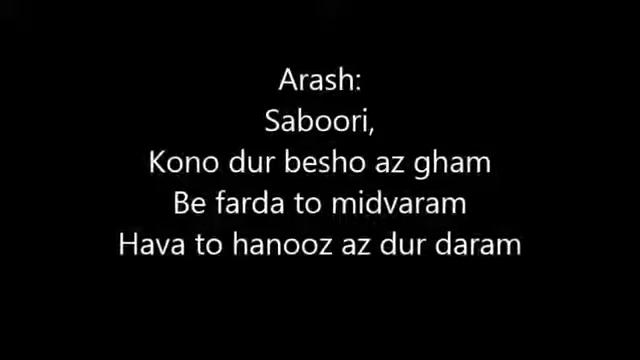 Arash:
Saboori,
Kono dur besho az gham
Be farda to midvaram
Hava to hanooz az dur daram